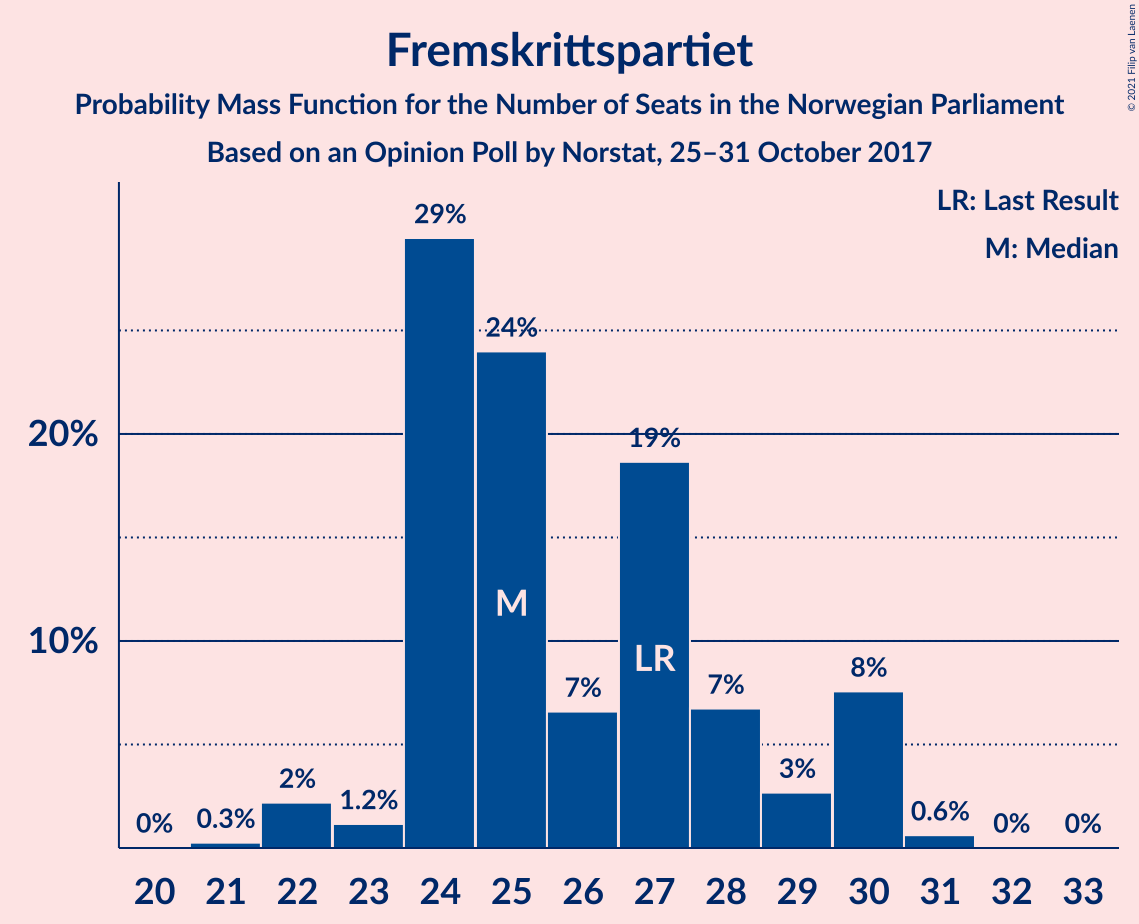 Fremskrittspartiet
Probability Mass Function for the Number of Seats in the Norwegian Parliament
Based on an Opinion Poll by Norstat, 25–31 October 2017
© 2021 Filip van Laenen
LR: Last Result
M: Median
29%
24%
20%
19%
M
10%
LR
8%
7%
7%
3%
2%
1.2%
0.6%
0%
0.3%
0%
0%
20 21 22 23 24 25 26 27 28 29 30 31 32 33